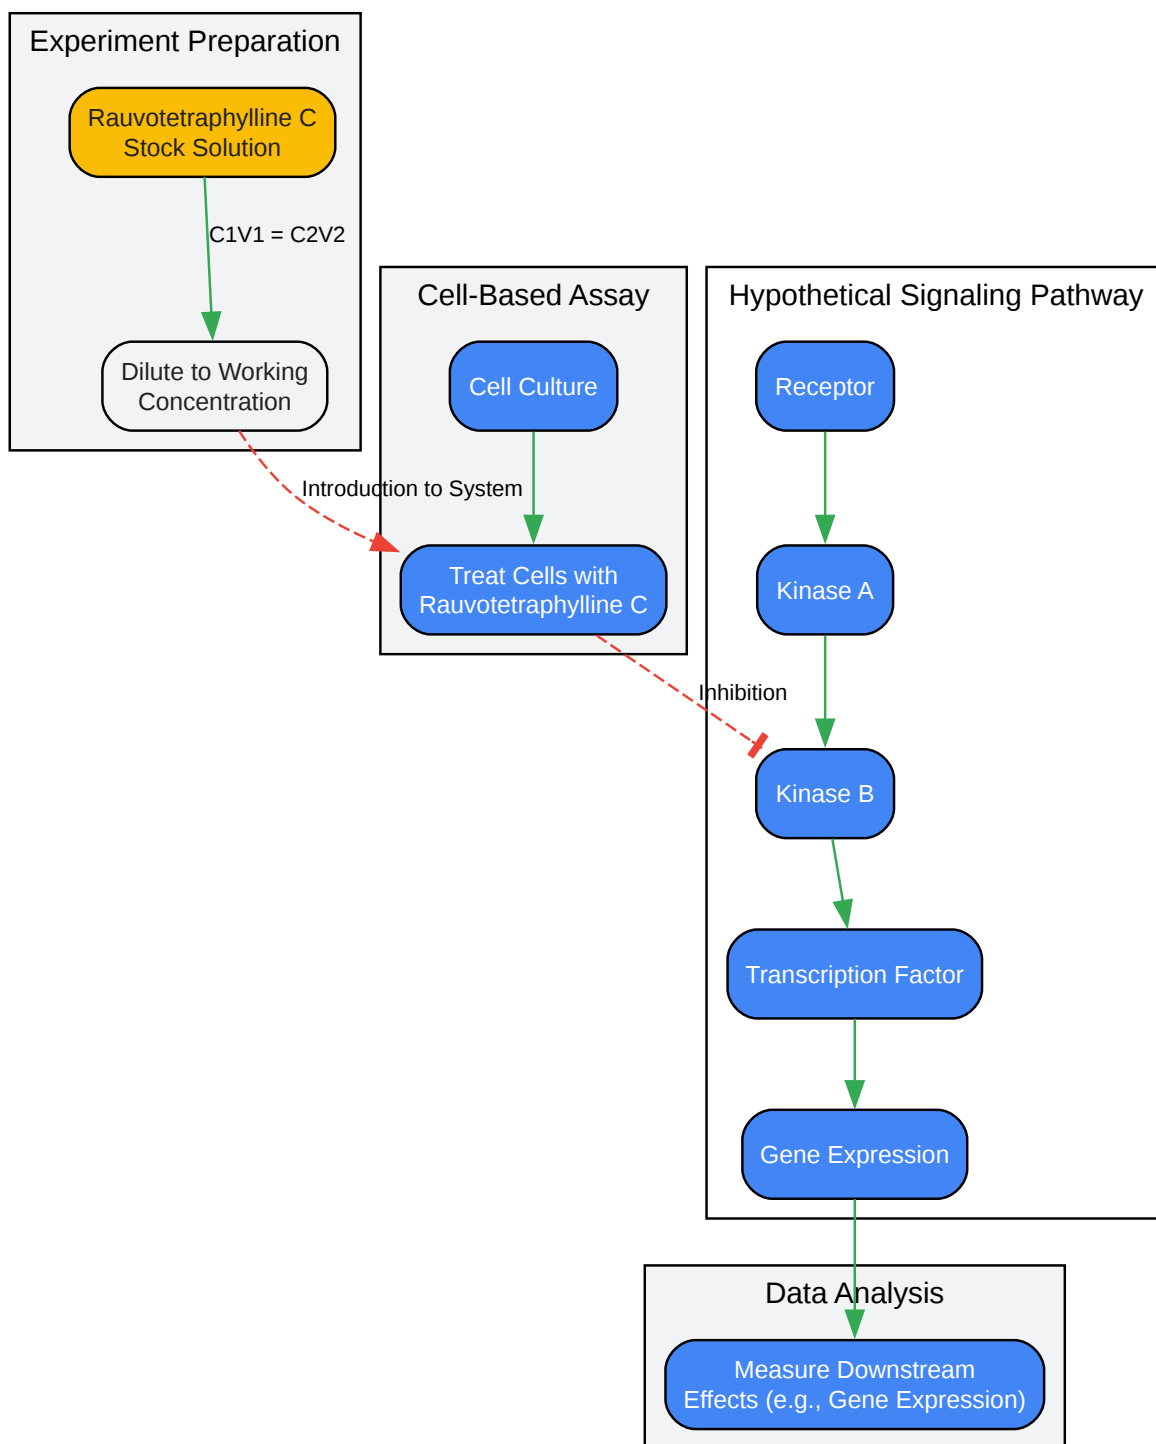 Experiment Preparation
Rauvotetraphylline C
Stock Solution
C1V1 = C2V2
Dilute to Working
Concentration
Introduction to System
Cell-Based Assay
Cell Culture
Treat Cells with
Rauvotetraphylline C
Inhibition
Hypothetical Signaling Pathway
Receptor
Kinase A
Kinase B
Transcription Factor
Gene Expression
Data Analysis
Measure Downstream
Effects (e.g., Gene Expression)